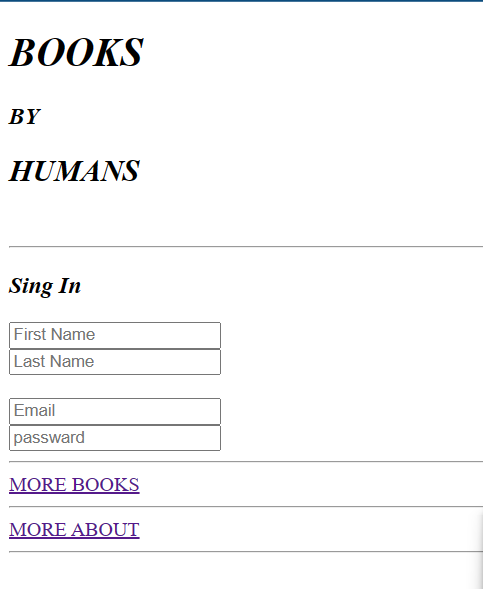 BOOKS
BY
HUMANS
Sing In
First Name
Last Name
Email
passward
MORE BOOKS
MORE ABOUT